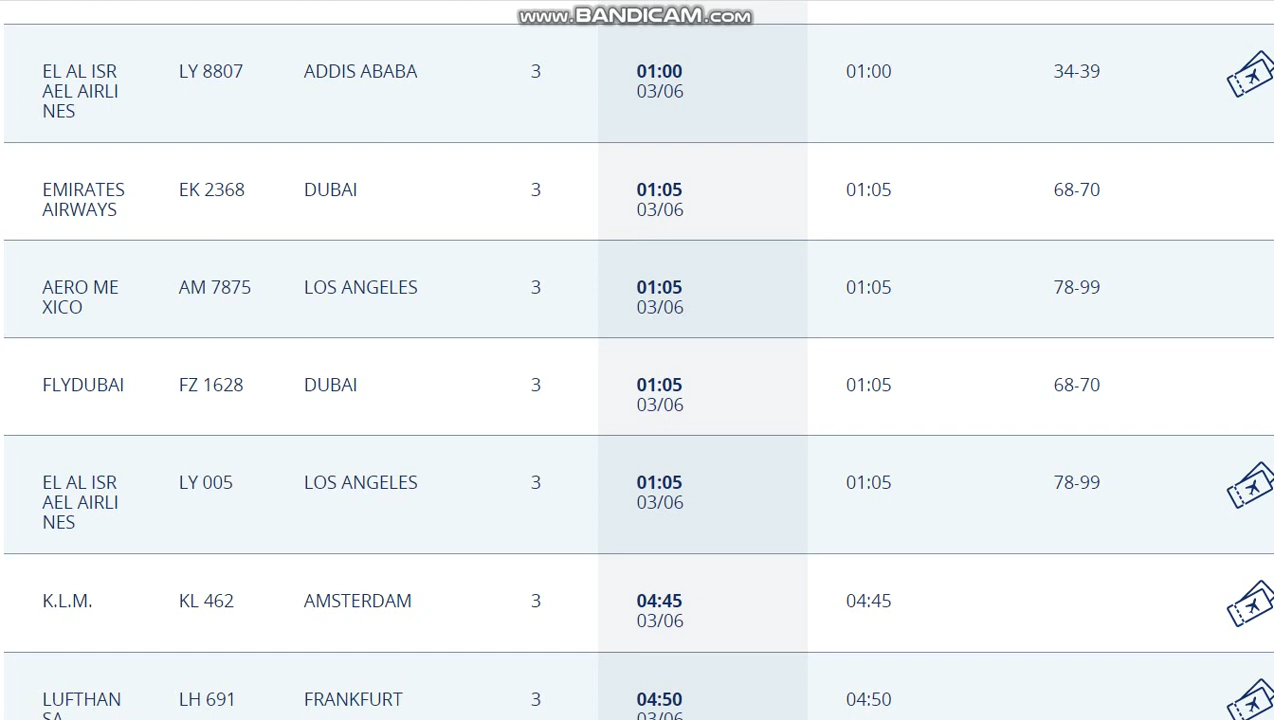 www.BANDICAM.com
EL AL ISR AEL AIRLI NES LY 8807 ADDIS ABABA 3 01:00 03/06 01:00 34-39
EMIRATES AIRWAYS EK 2368 DUBAI 3 01:05 03/06 01:05 68-70
AERO ME XICO AM 7875 LOS ANGELES 3 01:05 03/06 01:05 78-99
FLYDUBAI FZ 1628 DUBAI 3 01:05 03/06 01:05 68-70
EL AL ISR AEL AIRLI NES LY 005 LOS ANGELES 3 01:05 03/06 01:05 78-99
K.L.M. KL 462 AMSTERDAM 3 04:45 03/06 04:45
LUFTHAN SA LH 691 FRANKFURT 3 04:50 03/06 04:50